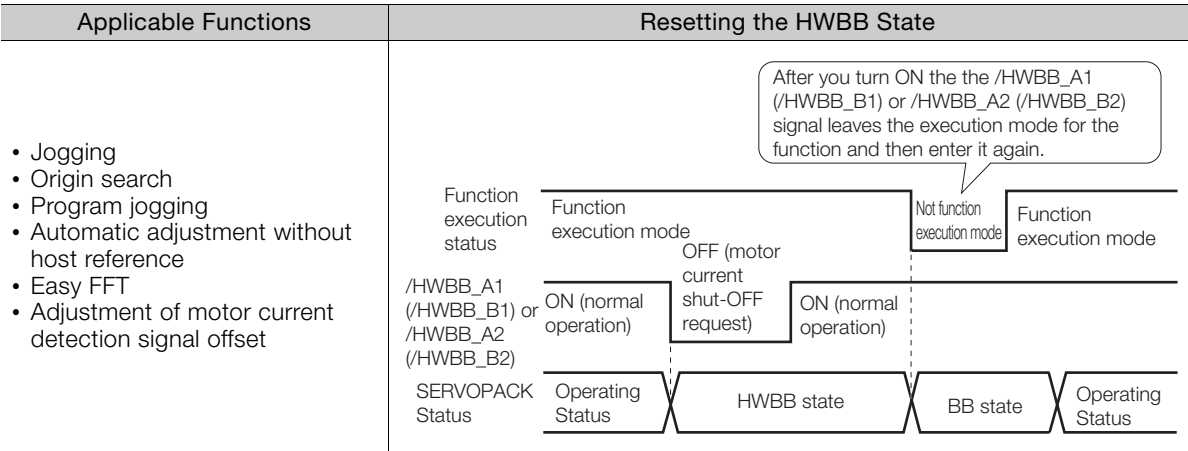 Applicable Functions
Resetting the HWBB State
• Jogging
• Origin search
• Program jogging
• Automatic adjustment without
host reference
• Easy FFT
• Adjustment of motor current
detection signal offset
After you turn ON the the /HWBB_A1
(/HWBB_B1) or /HWBB_A2 (/HWBB_B2)
signal leaves the execution mode for the
function and then enter it again.
Function
execution
status
Function
execution mode
Not function
execution mode
Function
execution mode
/HWBB_A1
(/HWBB_B1) or
/HWBB_A2
(/HWBB_B2)
ON (normal
operation)
OFF (motor
current
shut-OFF
request)
ON (normal
operation)
SERVOPACK
Status
Operating
Status
HWBB state
BB state
Operating
Status